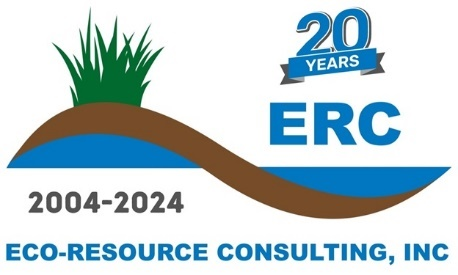 20
YEARS
ERC
2004-2024
ECO-RESOURCE CONSULTING, INC